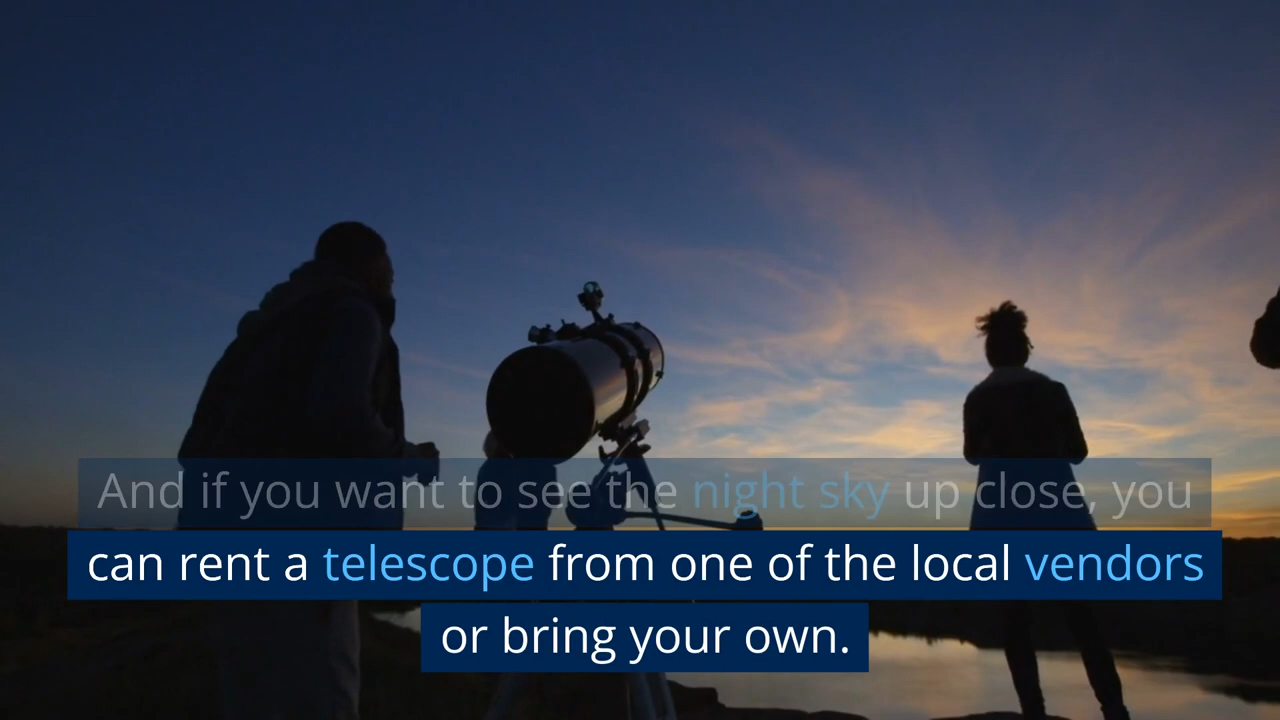 And if you want to see the night sky up close, you
can rent a telescope from one of the local vendors
or bring your own.